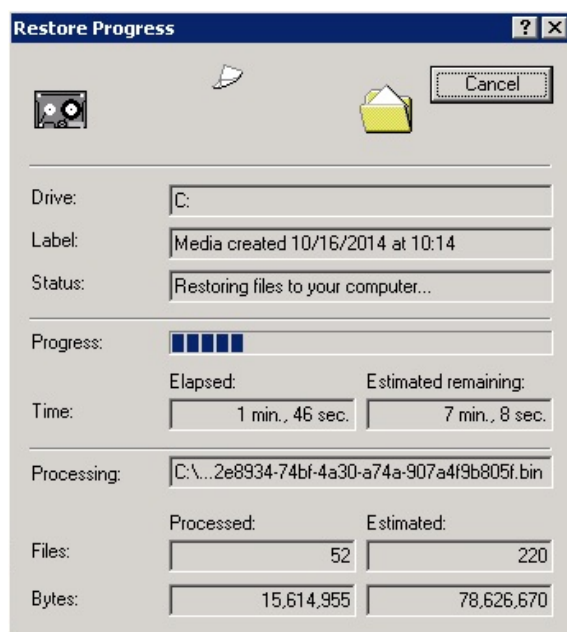 Restore Progress
Cancel
Drive: C:
Label: Media created 10/16/2014 at 10:14
Status: Restoring files to your computer...
Progress:
Elapsed: Estimated remaining:
Time: 1 min., 46 sec. 7 min., 8 sec.
Processing: C:\...2e8934-74bf-4a30-a74a-907a4f9b805f.bin
Processed: Estimated:
Files: 52 220
Bytes: 15,614,955 78,626,670